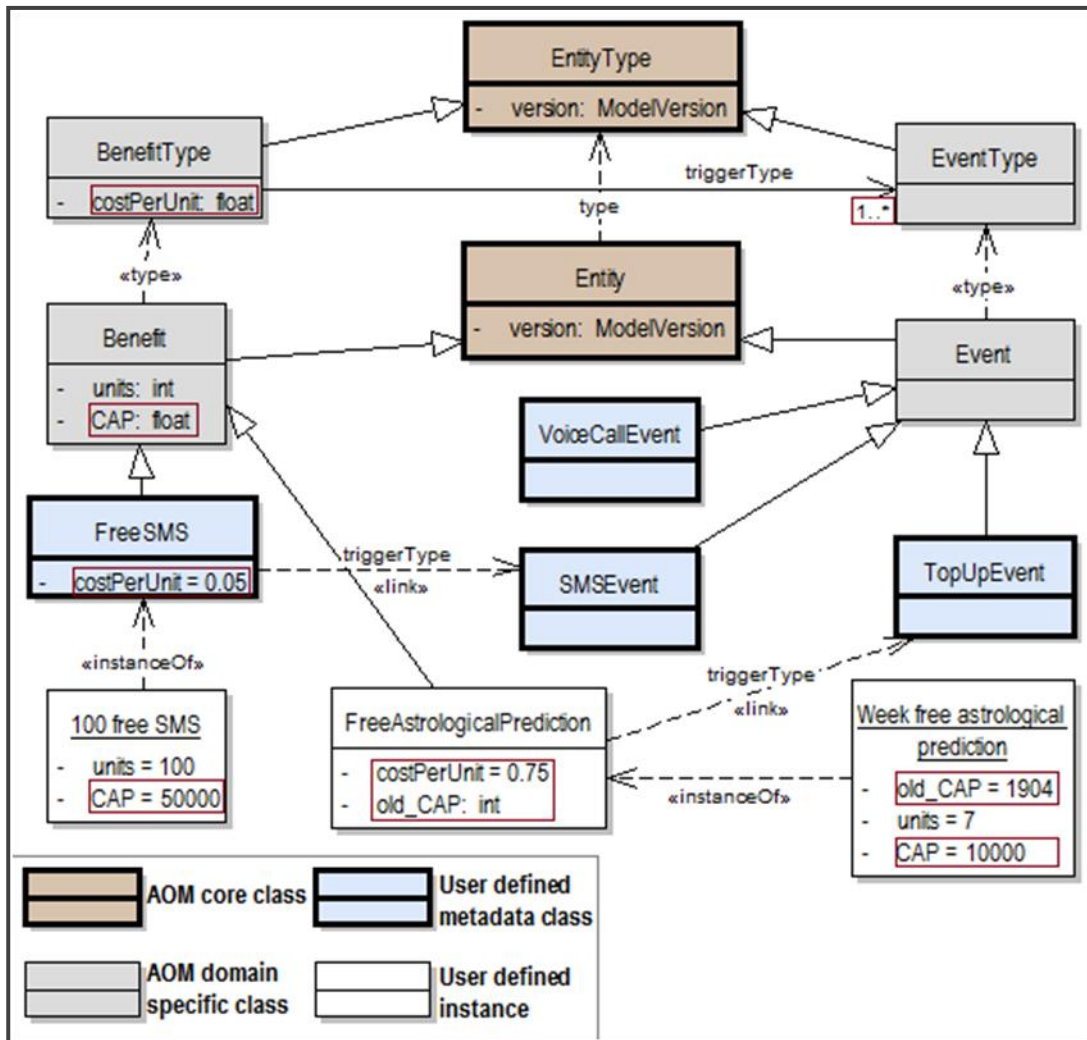 EntityType
- version: ModelVersion
BenefitType
- costPerUnit: float
EventType
triggerType
1..*
type
«type»
«type»
Entity
- version: ModelVersion
Benefit
- units: int
- CAP: float
Event
VoiceCallEvent
FreeSMS
- costPerUnit = 0.05
triggerType
«link»
SMSEvent
TopUpEvent
«instanceOf»
triggerType
«link»
100 free SMS
- units = 100
- CAP = 50000
FreeAstrologicalPrediction
- costPerUnit = 0.75
- old_CAP: int
«instanceOf»
Week free astrological
prediction
- old_CAP = 1904
- units = 7
- CAP = 10000
AOM core class
User defined
metadata class
AOM domain
specific class
User defined
instance